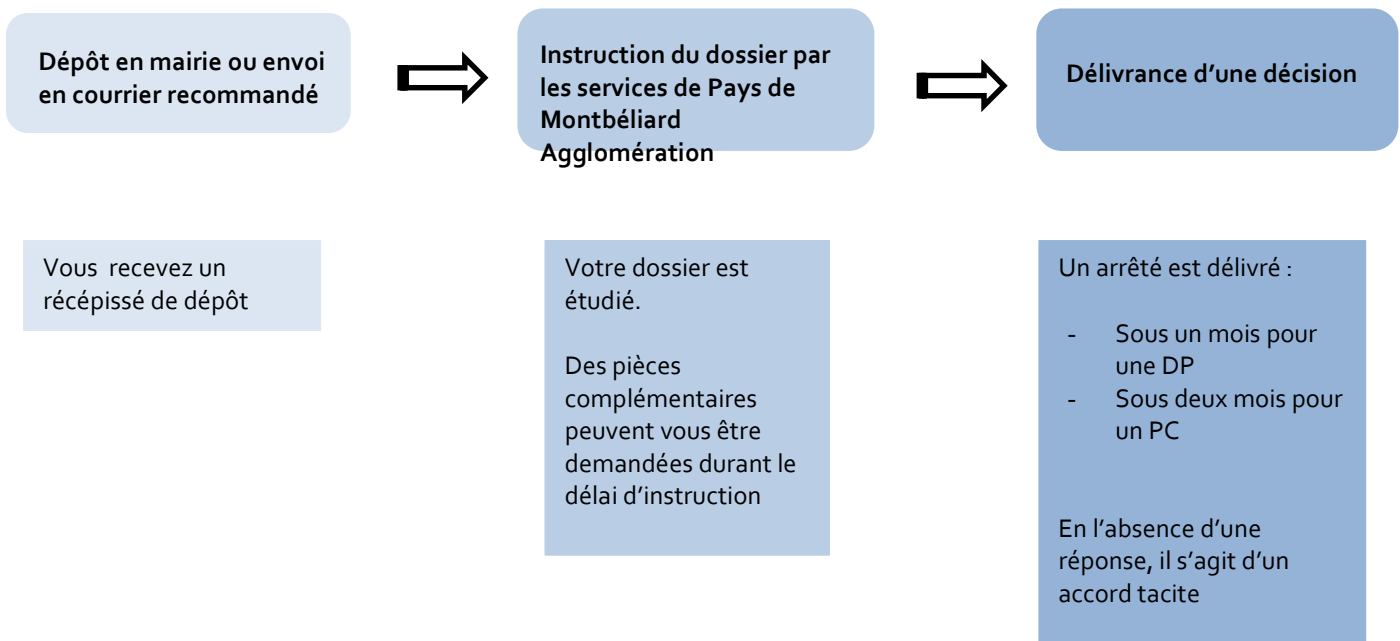 Dépôt en mairie ou envoi
en courrier recommandé
Instruction du dossier par
les services de Pays de
Montbéliard
Agglomération
Délivrance d’une décision
Vous recevez un
récépissé de dépôt
Votre dossier est
étudié.
Des pièces
complémentaires
peuvent vous être
demandées durant le
délai d’instruction
Un arrêté est délivré :
- Sous un mois pour
une DP
- Sous deux mois pour
un PC
En l’absence d’une
réponse, il s’agit d’un
accord tacite